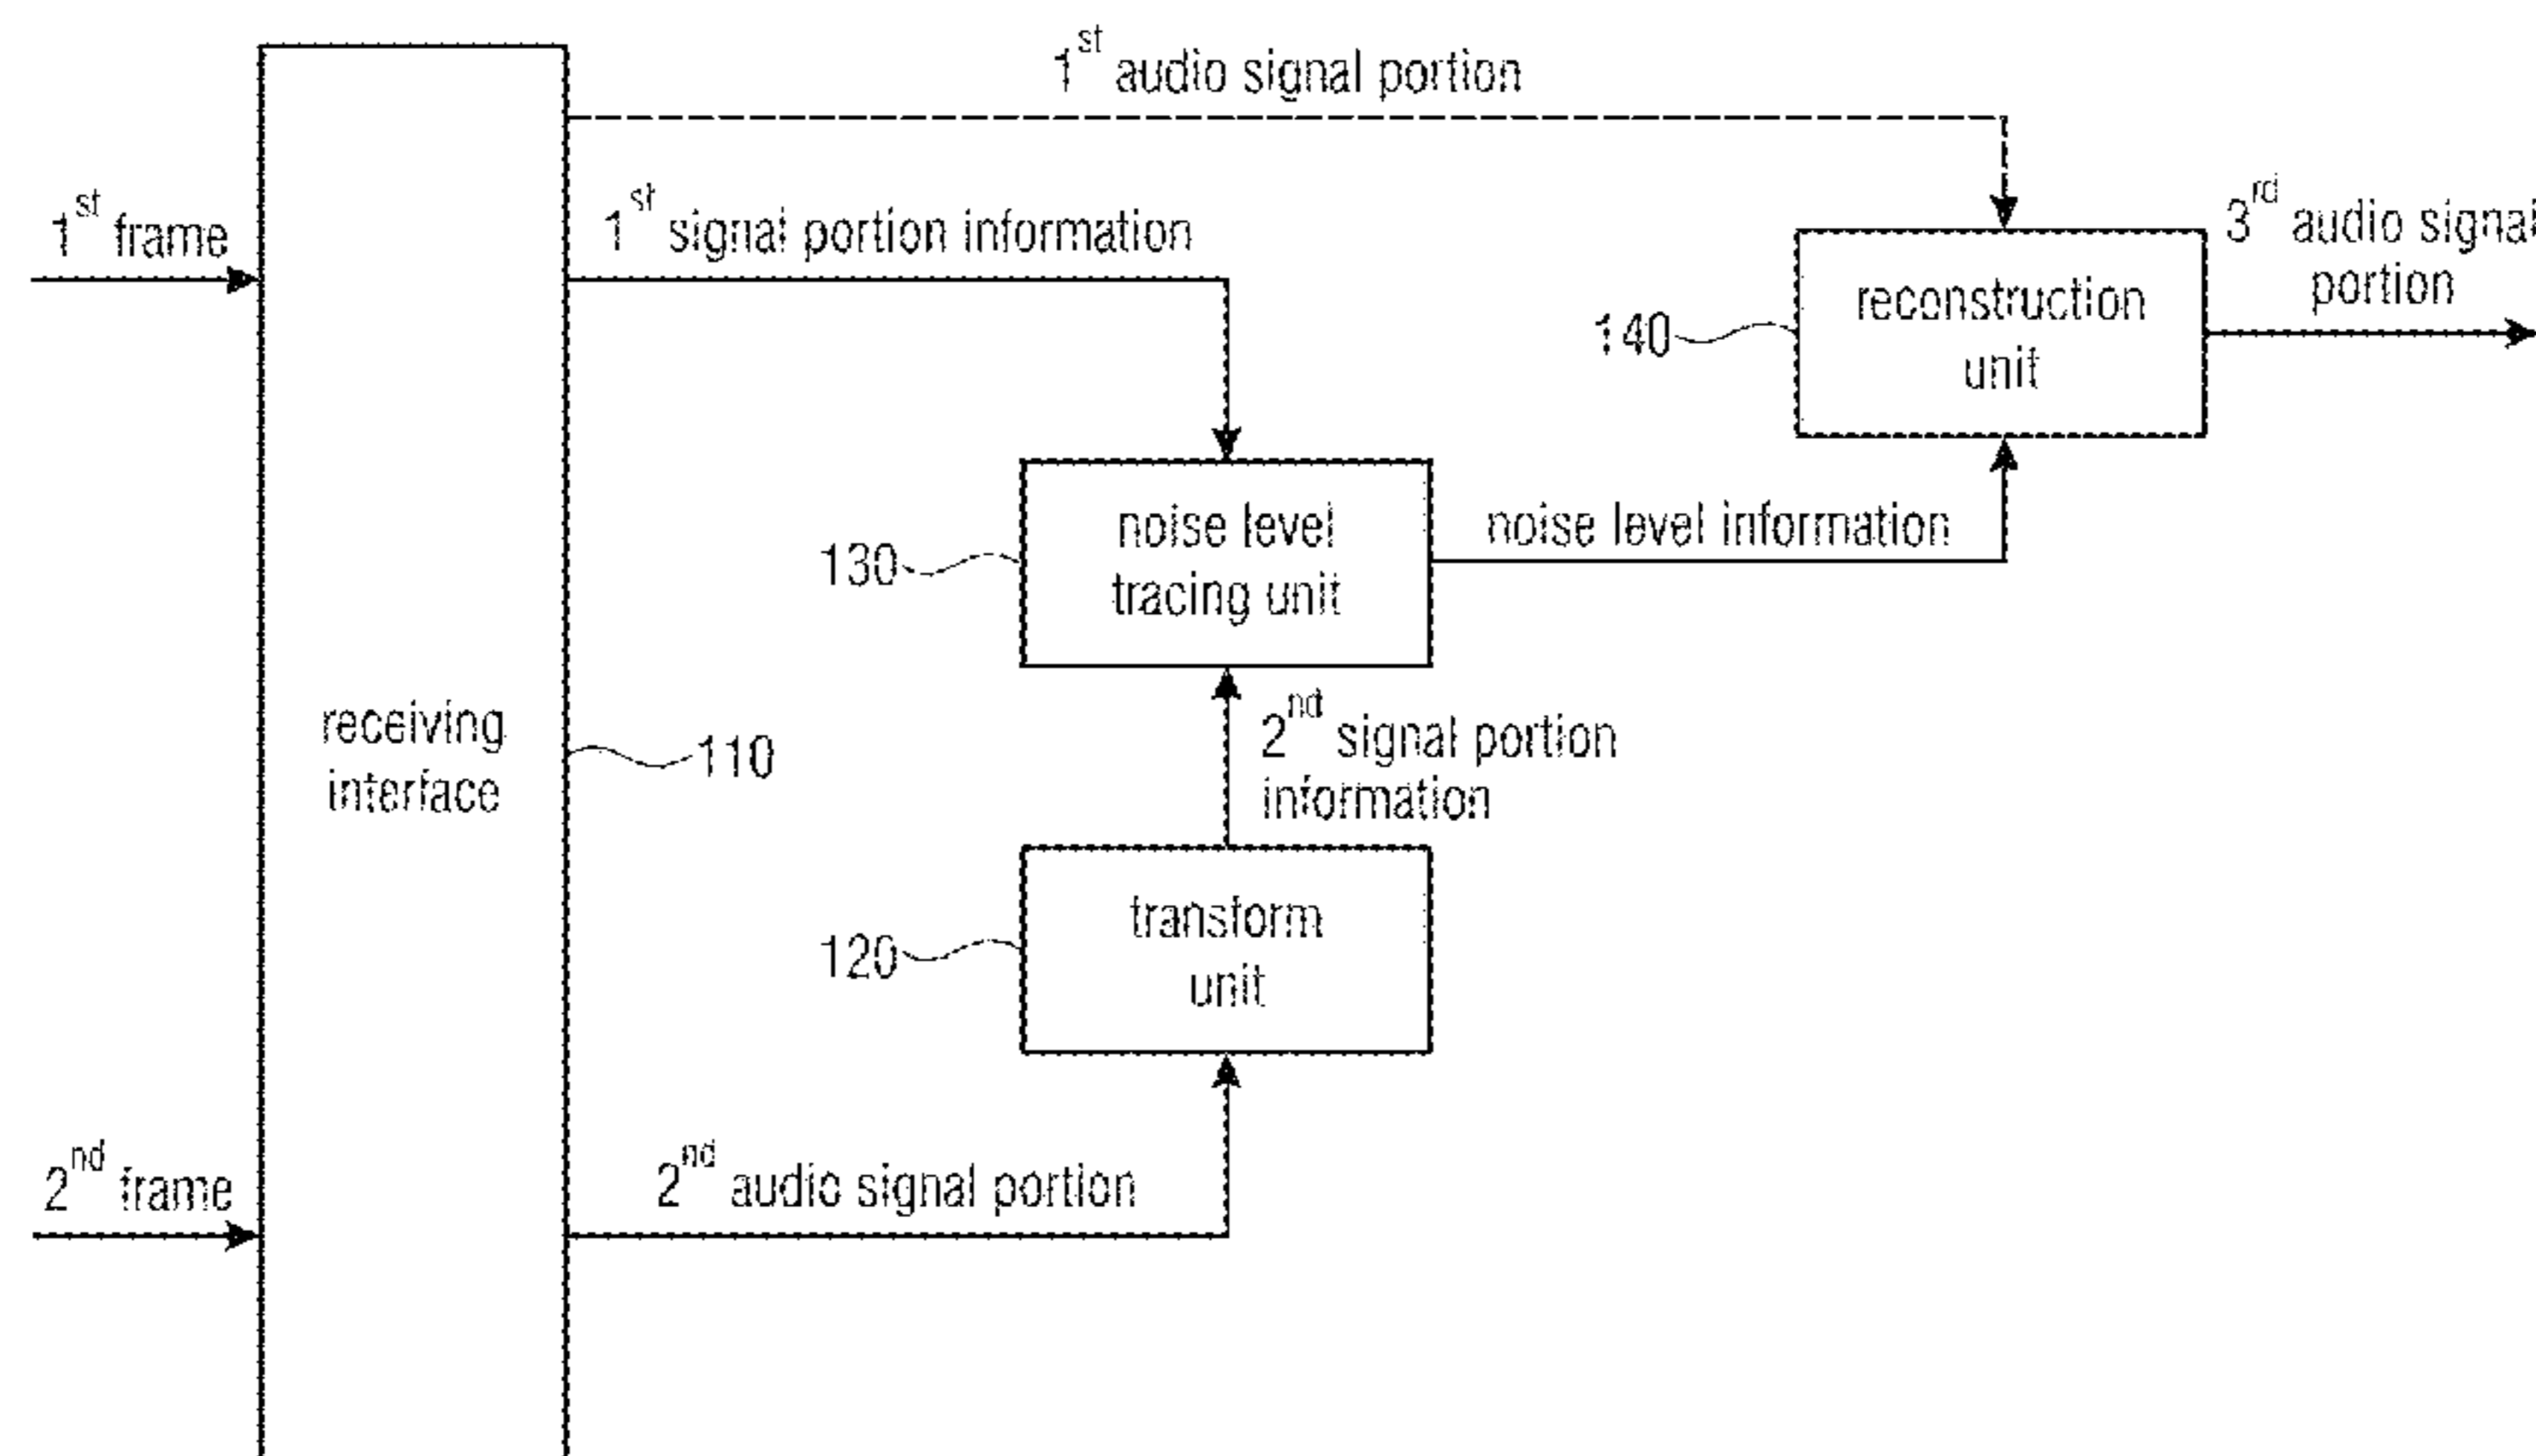 1st audio signal portion
1st frame
1st signal portion information
3rd audio signal
portion
reconstruction
unit
140
noise level
tracing unit
130
noise level information
receiving
interface
110
2nd signal portion
information
transform
unit
120
2nd frame
2nd audio signal portion